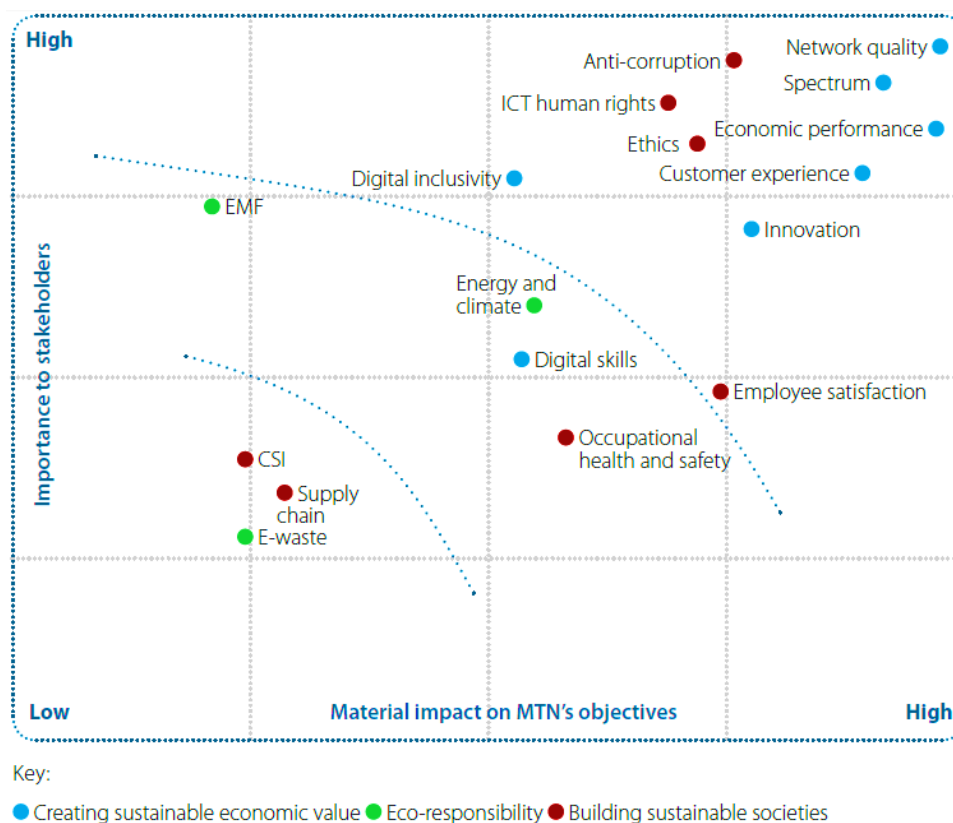 High
Network quality
Anti-corruption
Spectrum
ICT human rights
Economic performance
Ethics
Customer experience
Digital inclusivity
EMF
Innovation
Importance to stakeholders
Energy and
climate
Digital skills
Employee satisfaction
Occupational
health and safety
CSI
Supply
chain
E-waste
Low
Material impact on MTN's objectives
High
Key:
Creating sustainable economic value
Eco-responsibility
Building sustainable societies